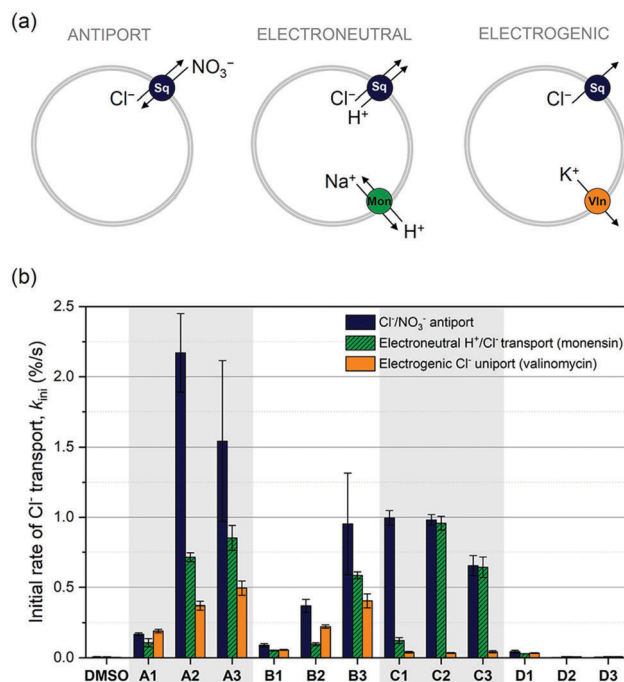 (a)
ANTIPORT ELECTRONEUTRAL ELECTROGENIC
Sq NO₃⁻ Cl⁻
Sq Cl⁻ H⁺
Na⁺ Mon H⁺
Sq Cl⁻
K⁺ Vln
(b)
Initial rate of Cl⁻ transport, k_ini (%/s)
2.5
2.0
1.5
1.0
0.5
0.0
Cl⁻/NO₃⁻ antiport
Electroneutral H⁺/Cl⁻ transport (monensin)
Electrogenic Cl⁻ uniport (valinomycin)
DMSO A1 A2 A3 B1 B2 B3 C1 C2 C3 D1 D2 D3